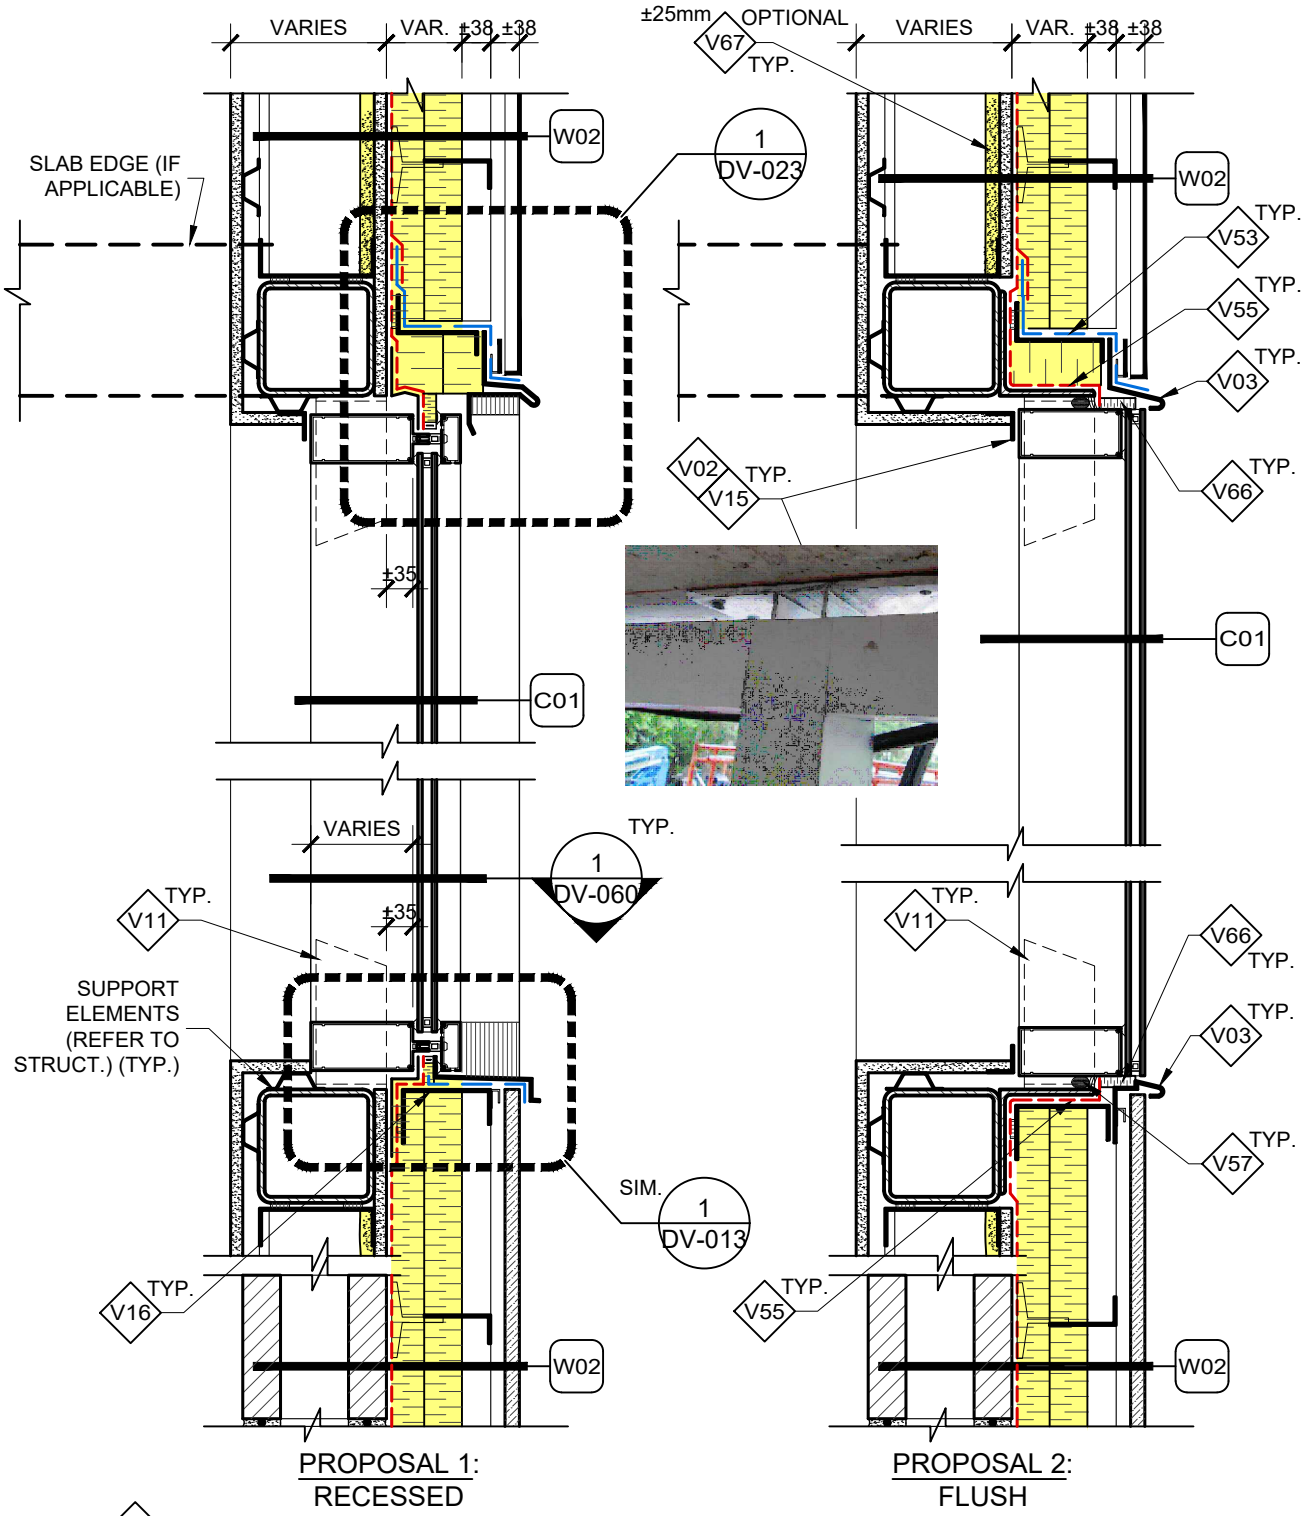 VARIES
VAR.
±38
±38
±25mm
OPTIONAL
V67
TYP.
VARIES
VAR.
±38
±38
W02
1
DV-023
SLAB EDGE (IF
APPLICABLE)
W02
TYP.
V53
TYP.
V55
TYP.
V03
V02
V15
TYP.
TYP.
V66
±35
C01
C01
VARIES
TYP.
1
DV-060
TYP.
V11
±35
TYP.
V11
V66
TYP.
SUPPORT
ELEMENTS
(REFER TO
STRUCT.) (TYP.)
TYP.
V03
TYP.
V57
SIM.
1
DV-013
TYP.
V16
TYP.
V55
W02
W02
PROPOSAL 1:
RECESSED
PROPOSAL 2:
FLUSH